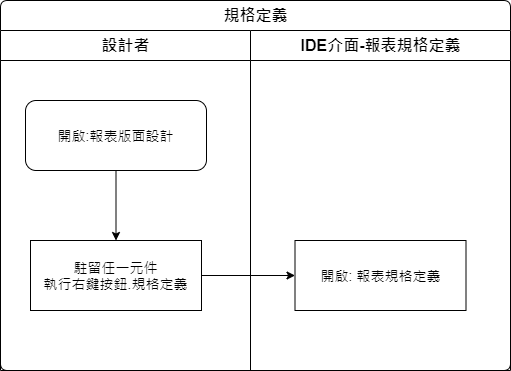 規格定義
設計者
IDE介面-報表規格定義
開啟:報表版面設計
駐留任一元件
執行右鍵按鈕.規格定義
開啟: 報表規格定義